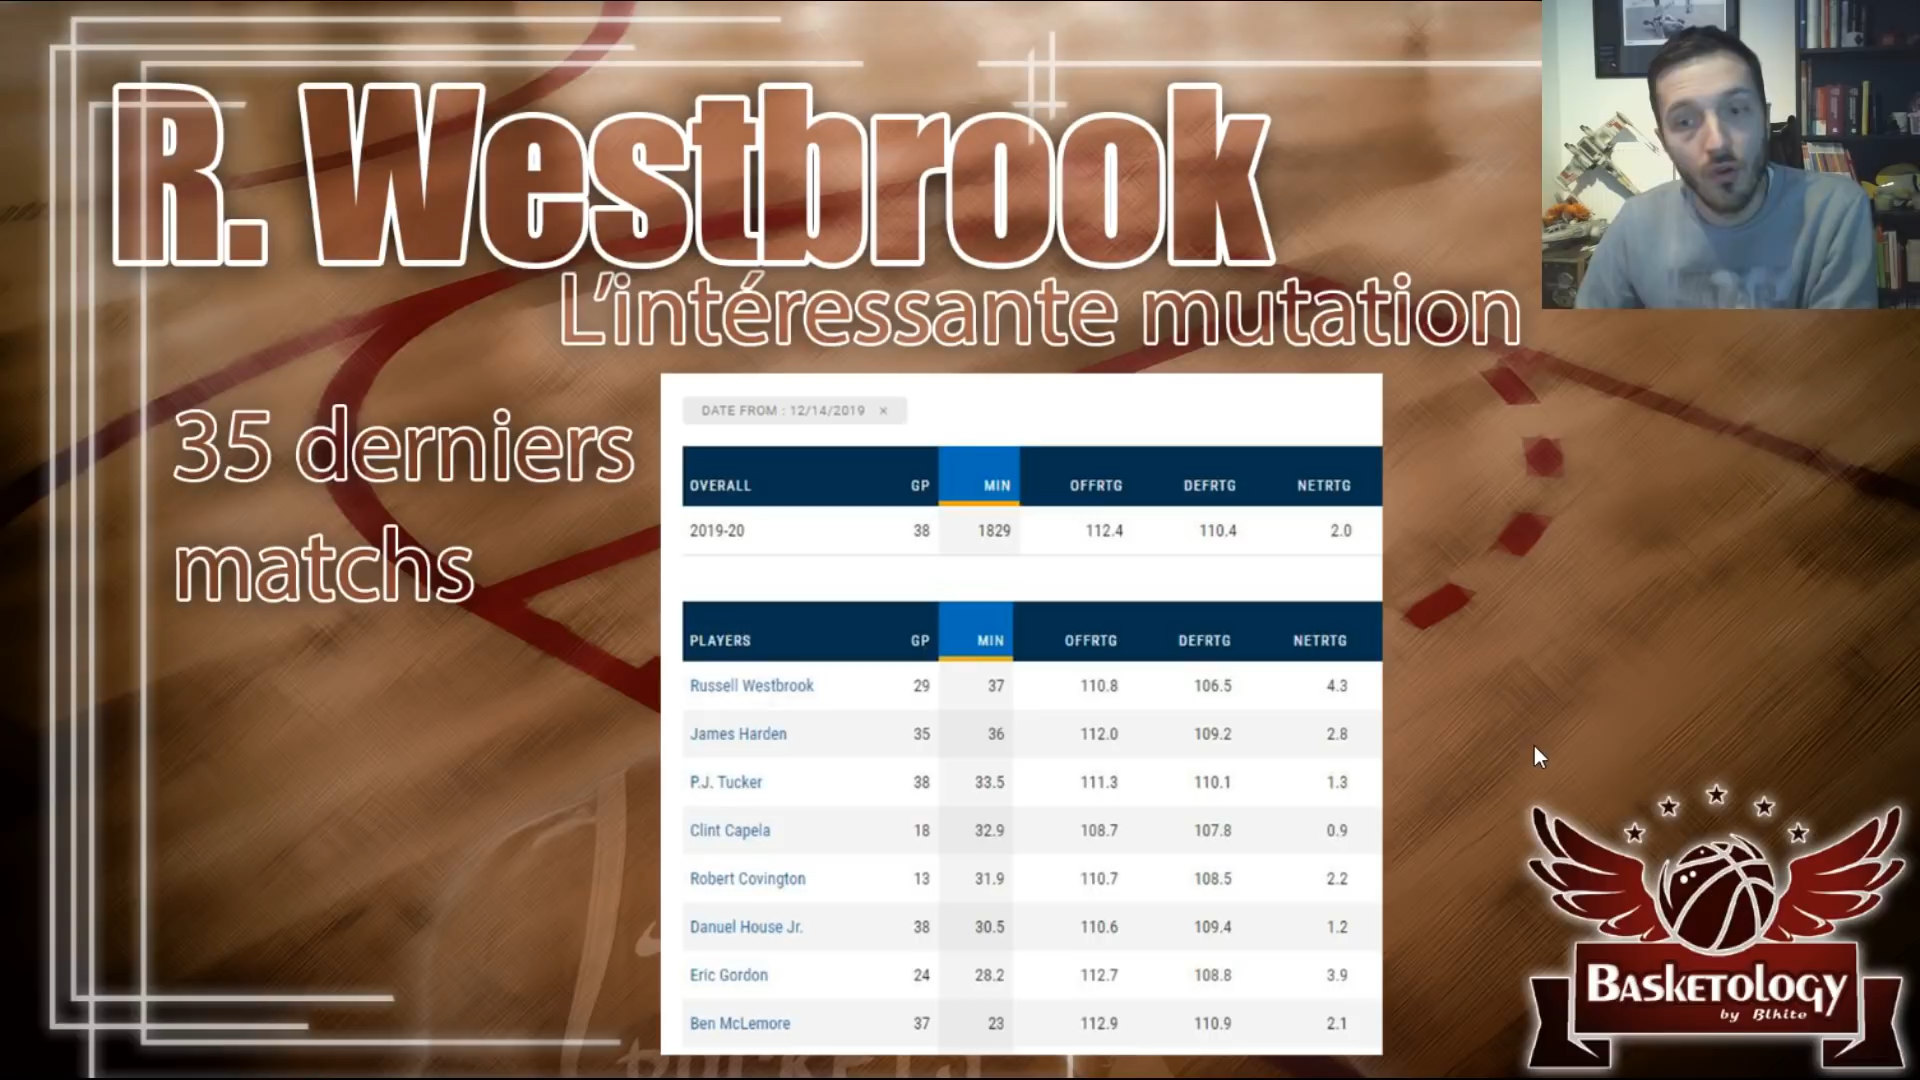 R. Westbrook
L'intéressante mutation
35 derniers
matchs
DATE FROM : 12/14/2019 ×
OVERALL GP MIN OFFRTG DEFRTG NETRTG
2019-20 38 1829 112.4 110.4 2.0
PLAYERS GP MIN OFFRTG DEFRTG NETRTG
Russell Westbrook 29 37 110.8 106.5 4.3
James Harden 35 36 112.0 109.2 2.8
P.J. Tucker 38 33.5 111.3 110.1 1.3
Clint Capela 18 32.9 108.7 107.8 0.9
Robert Covington 13 31.9 110.7 108.5 2.2
Danuel House Jr. 38 30.5 110.6 109.4 1.2
Eric Gordon 24 28.2 112.7 108.8 3.9
Ben McLemore 37 23 112.9 110.9 2.1
Basketology
by Blkite